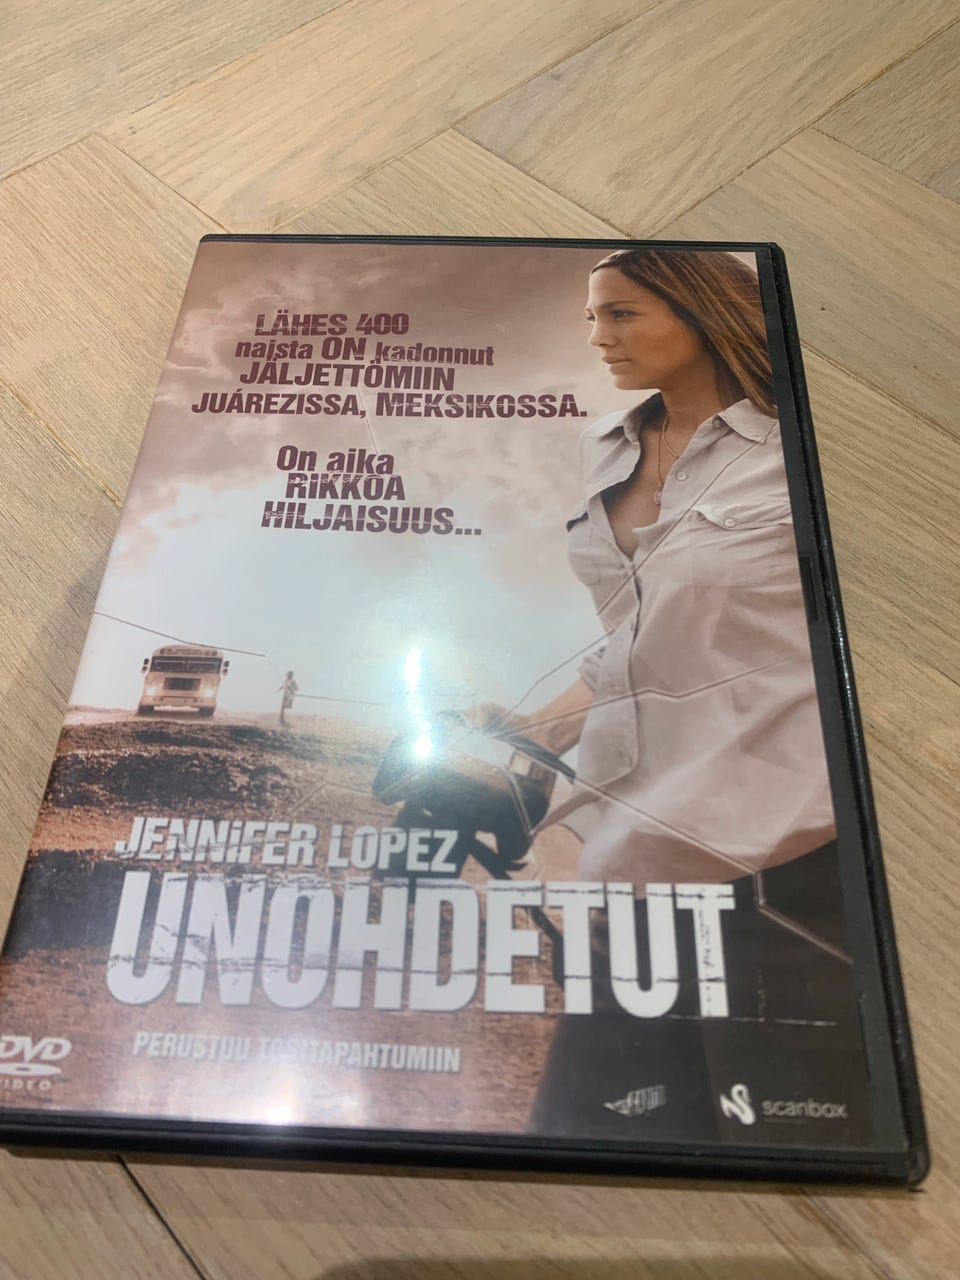 LÄHES 400
naista ON kadonnut
JÄLJETTÖMIIN
JUÁREZISSA, MEKSIKOSSA.
On aika
RIKKOA
HILJAISUUS...
JENNiFER LOPEZ
UNOHDETUT
DVD
VIDEO
PERUSTUU TOSITAPAHTUMIIN
scanbox